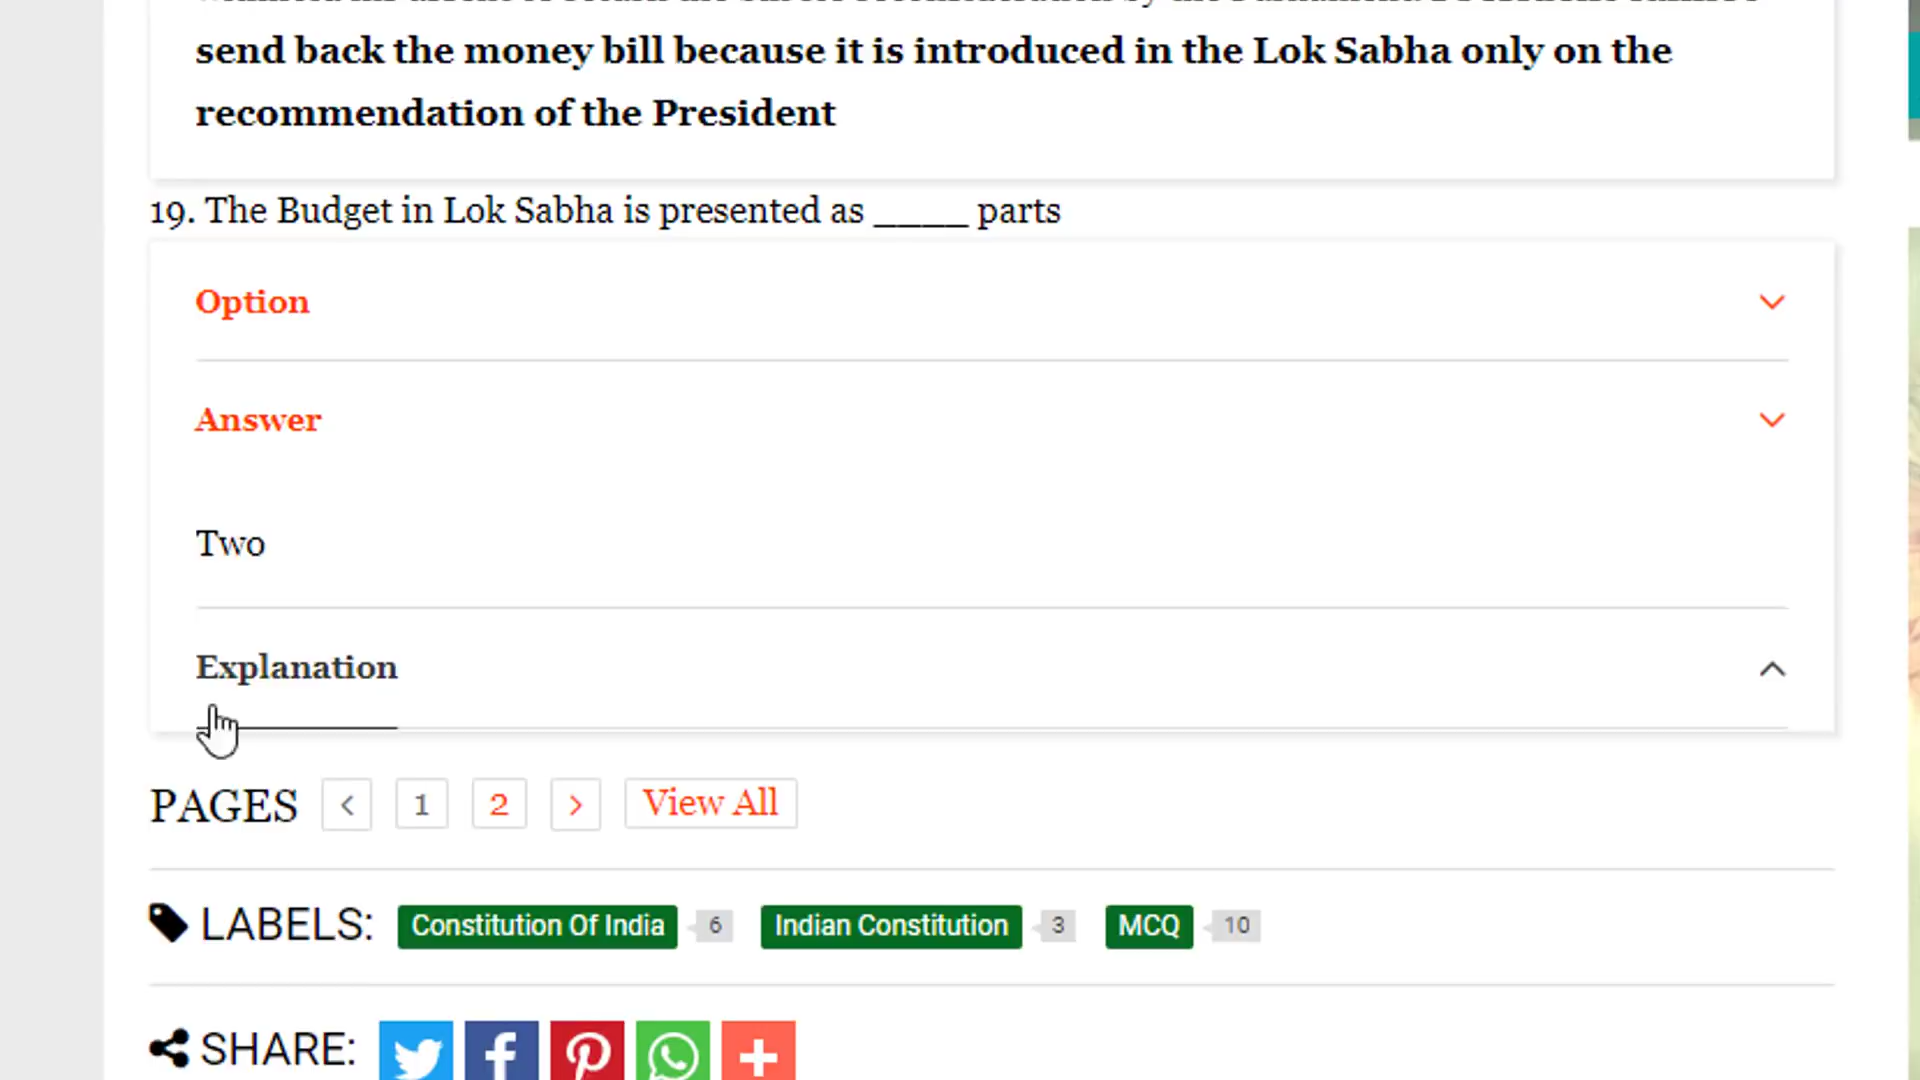 send back the money bill because it is introduced in the Lok Sabha only on the
recommendation of the President
19. The Budget in Lok Sabha is presented as ____ parts
Option
Answer
Two
Explanation
PAGES 1 2 View All
LABELS: Constitution Of India 6 Indian Constitution 3 MCQ 10
SHARE: